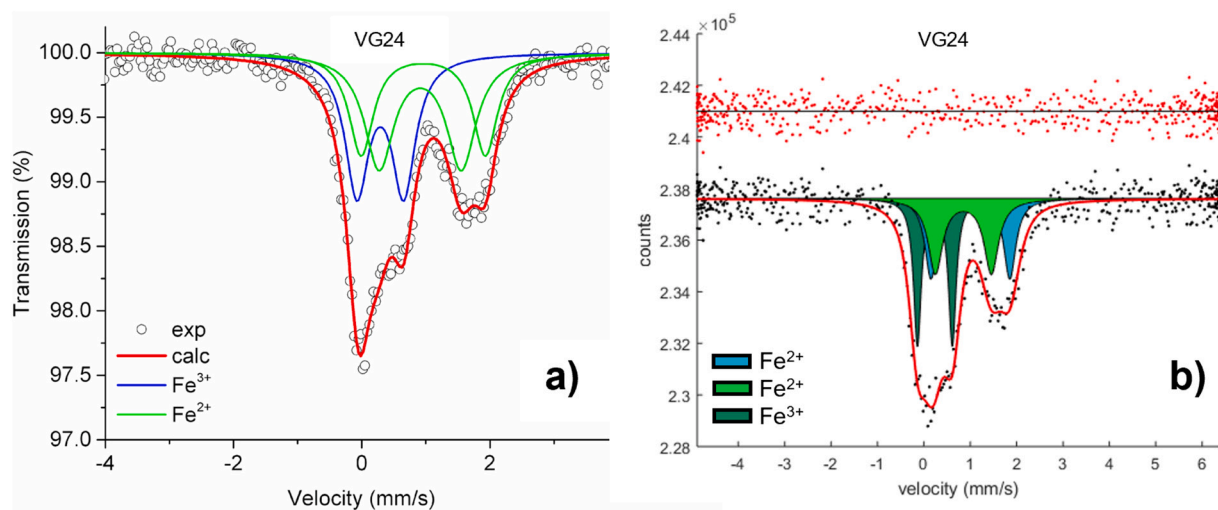 VG24
100.0
99.5
99.0
98.5
98.0
97.5
97.0
Transmission (%)
exp
calc
Fe³⁺
Fe²⁺
a)
-4
-2
0
2
Velocity (mm/s)
2.44 ×10⁵
VG24
2.42
2.4
2.38
2.36
2.34
2.32
2.3
2.28
counts
Fe²⁺
Fe²⁺
Fe³⁺
b)
-4 -3 -2 -1 0 1 2 3 4 5 6
velocity (mm/s)